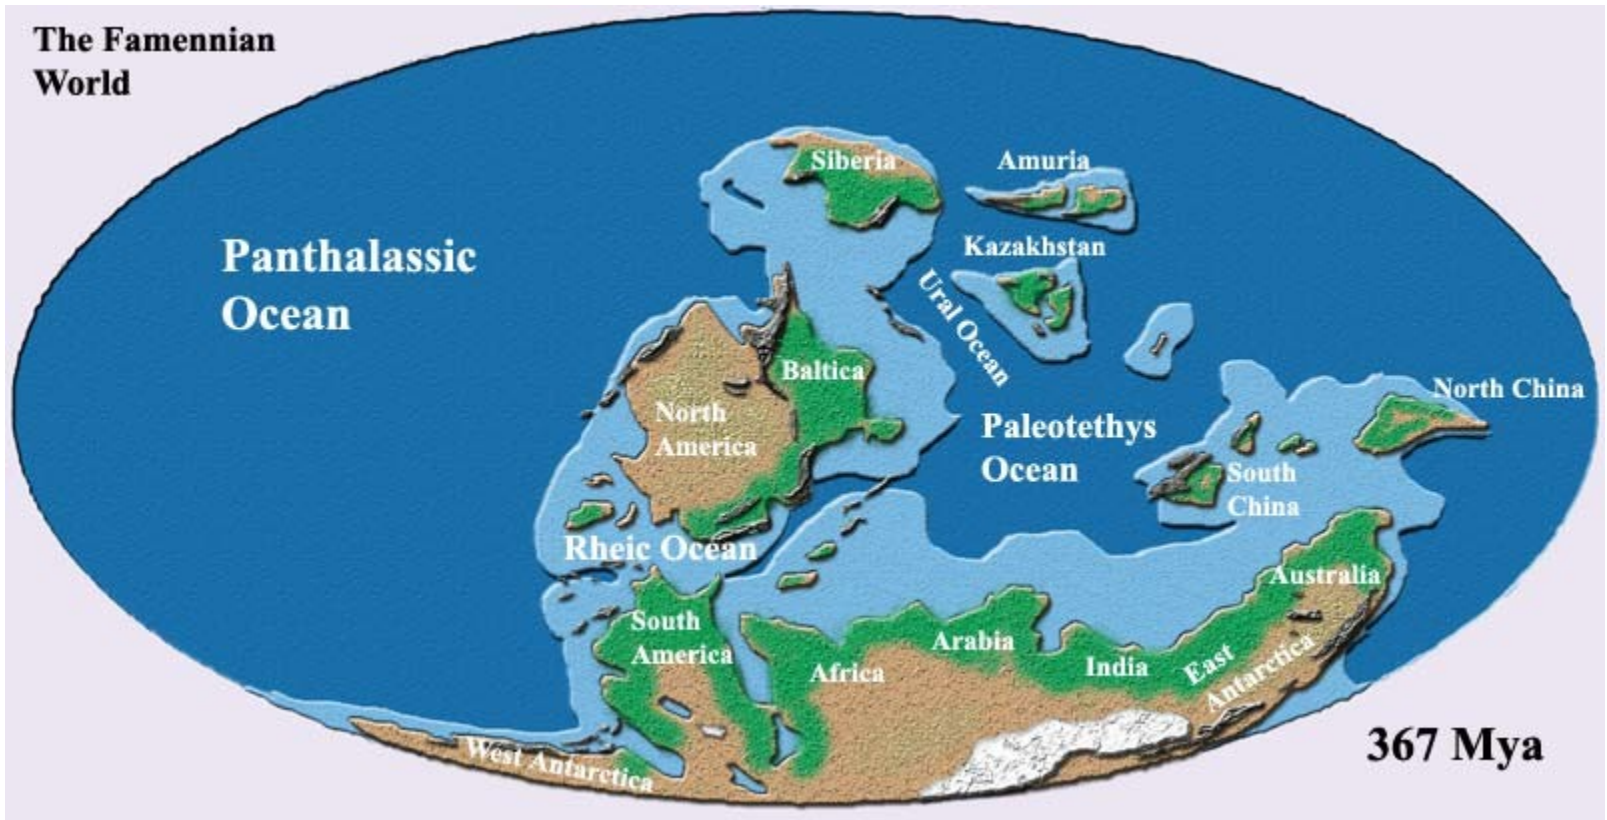 The Famennian
World
Siberia
Amuria
Panthalassic
Ocean
Kazakhstan
Ural Ocean
Baltica
North China
North
America
Paleotethys
Ocean
South
China
Rheic Ocean
Australia
South
America
Arabia
Africa
India
East
Antarctica
West Antarctica
367 Mya